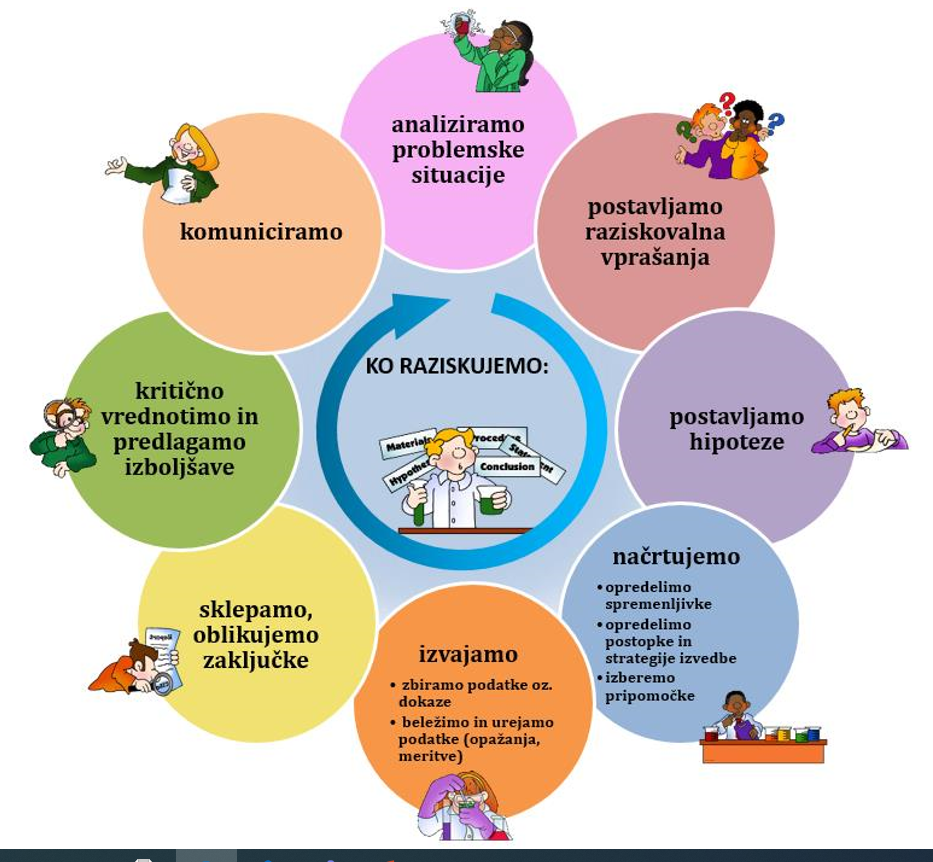 analiziramo
problemske
situacije
postavljamo
raziskovalna
vprašanja
postavljamo
hipoteze
načrtujemo
• opredelimo
spremenljivke
• opredelimo
postopke in
strategije izvedbe
• izberemo
pripomočke
izvajamo
• zbiramo podatke oz.
dokaze
• beležimo in urejamo
podatke (opažanja,
meritve)
sklepamo,
oblikujemo
zaključke
kritično
vrednotimo in
predlagamo
izboljšave
komuniciramo
KO RAZISKUJEMO:
Conclusion